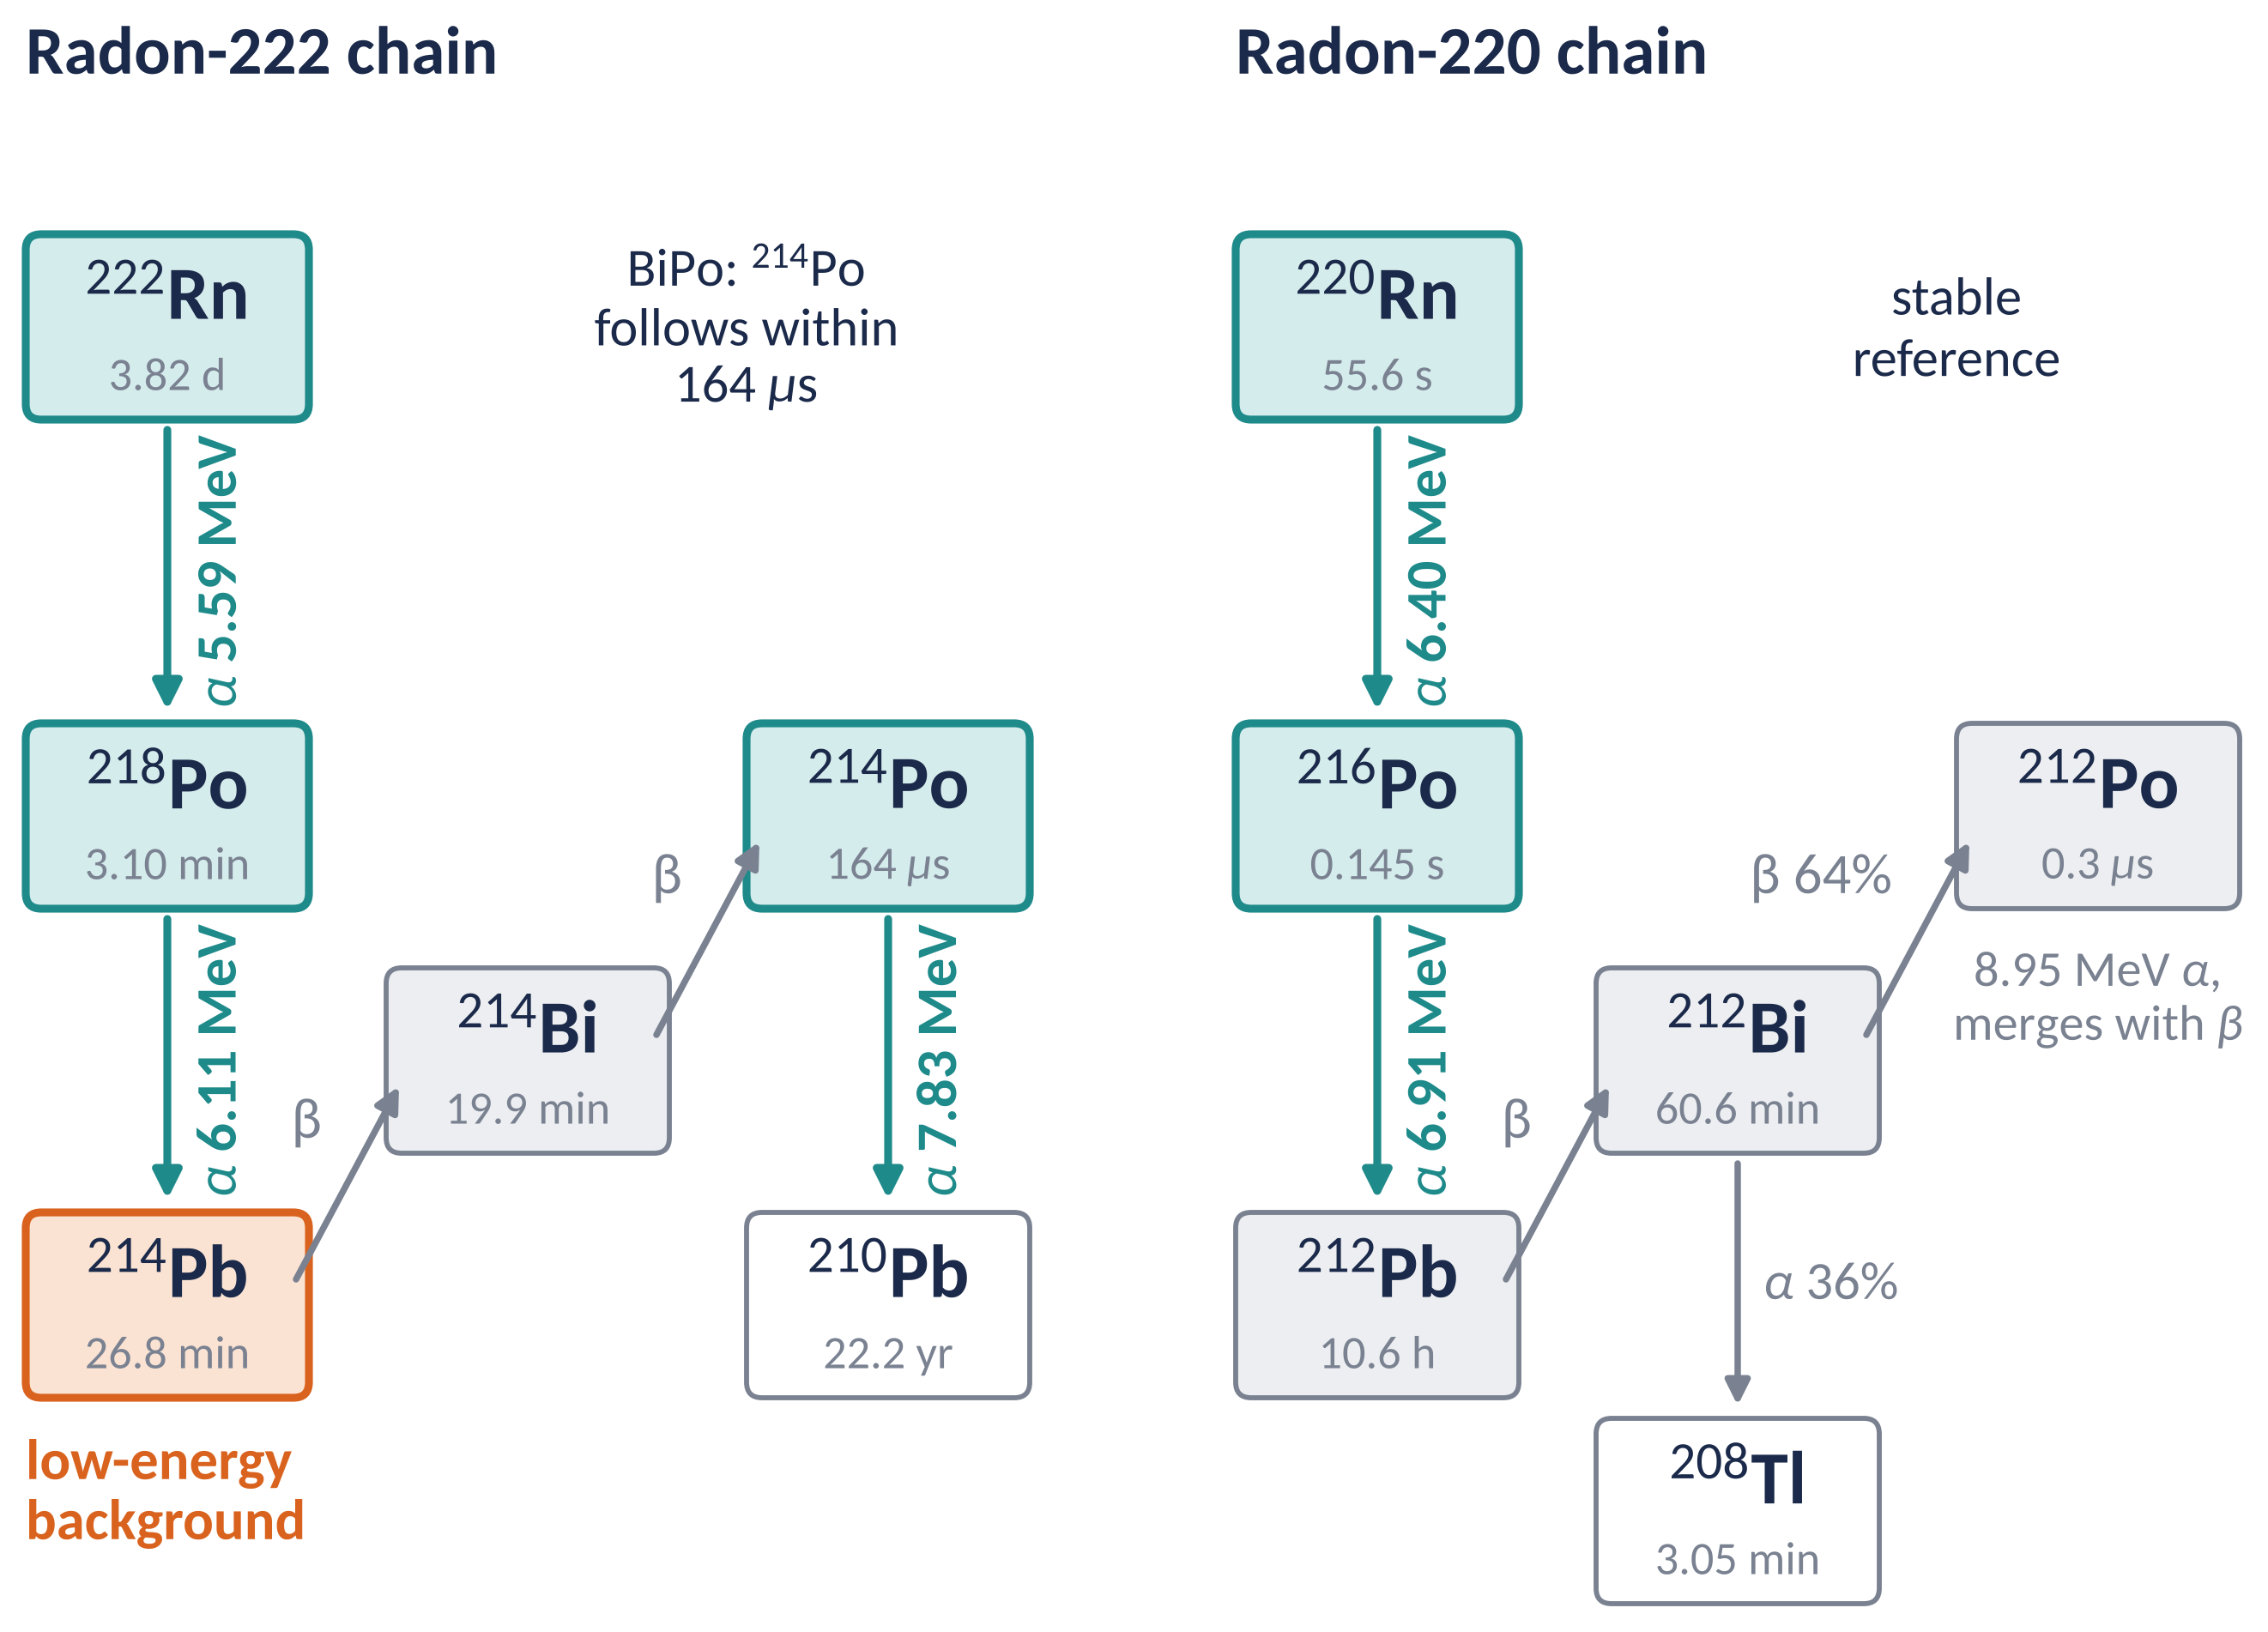 Radon-222 chain
²²²Rn
3.82 d
BiPo: ²¹⁴Po
follows within
164 μs
α 5.59 MeV
²¹⁸Po
3.10 min
²¹⁴Po
164 μs
β
α 6.11 MeV
²¹⁴Bi
19.9 min
β
α 7.83 MeV
²¹⁴Pb
26.8 min
²¹⁰Pb
22.2 yr
low-energy
background
Radon-220 chain
²²⁰Rn
55.6 s
stable
reference
α 6.40 MeV
²¹⁶Po
0.145 s
²¹²Po
0.3 μs
β 64%
8.95 MeV α,
merges with β
α 6.91 MeV
²¹²Bi
60.6 min
β
²¹²Pb
10.6 h
α 36%
²⁰⁸Tl
3.05 min